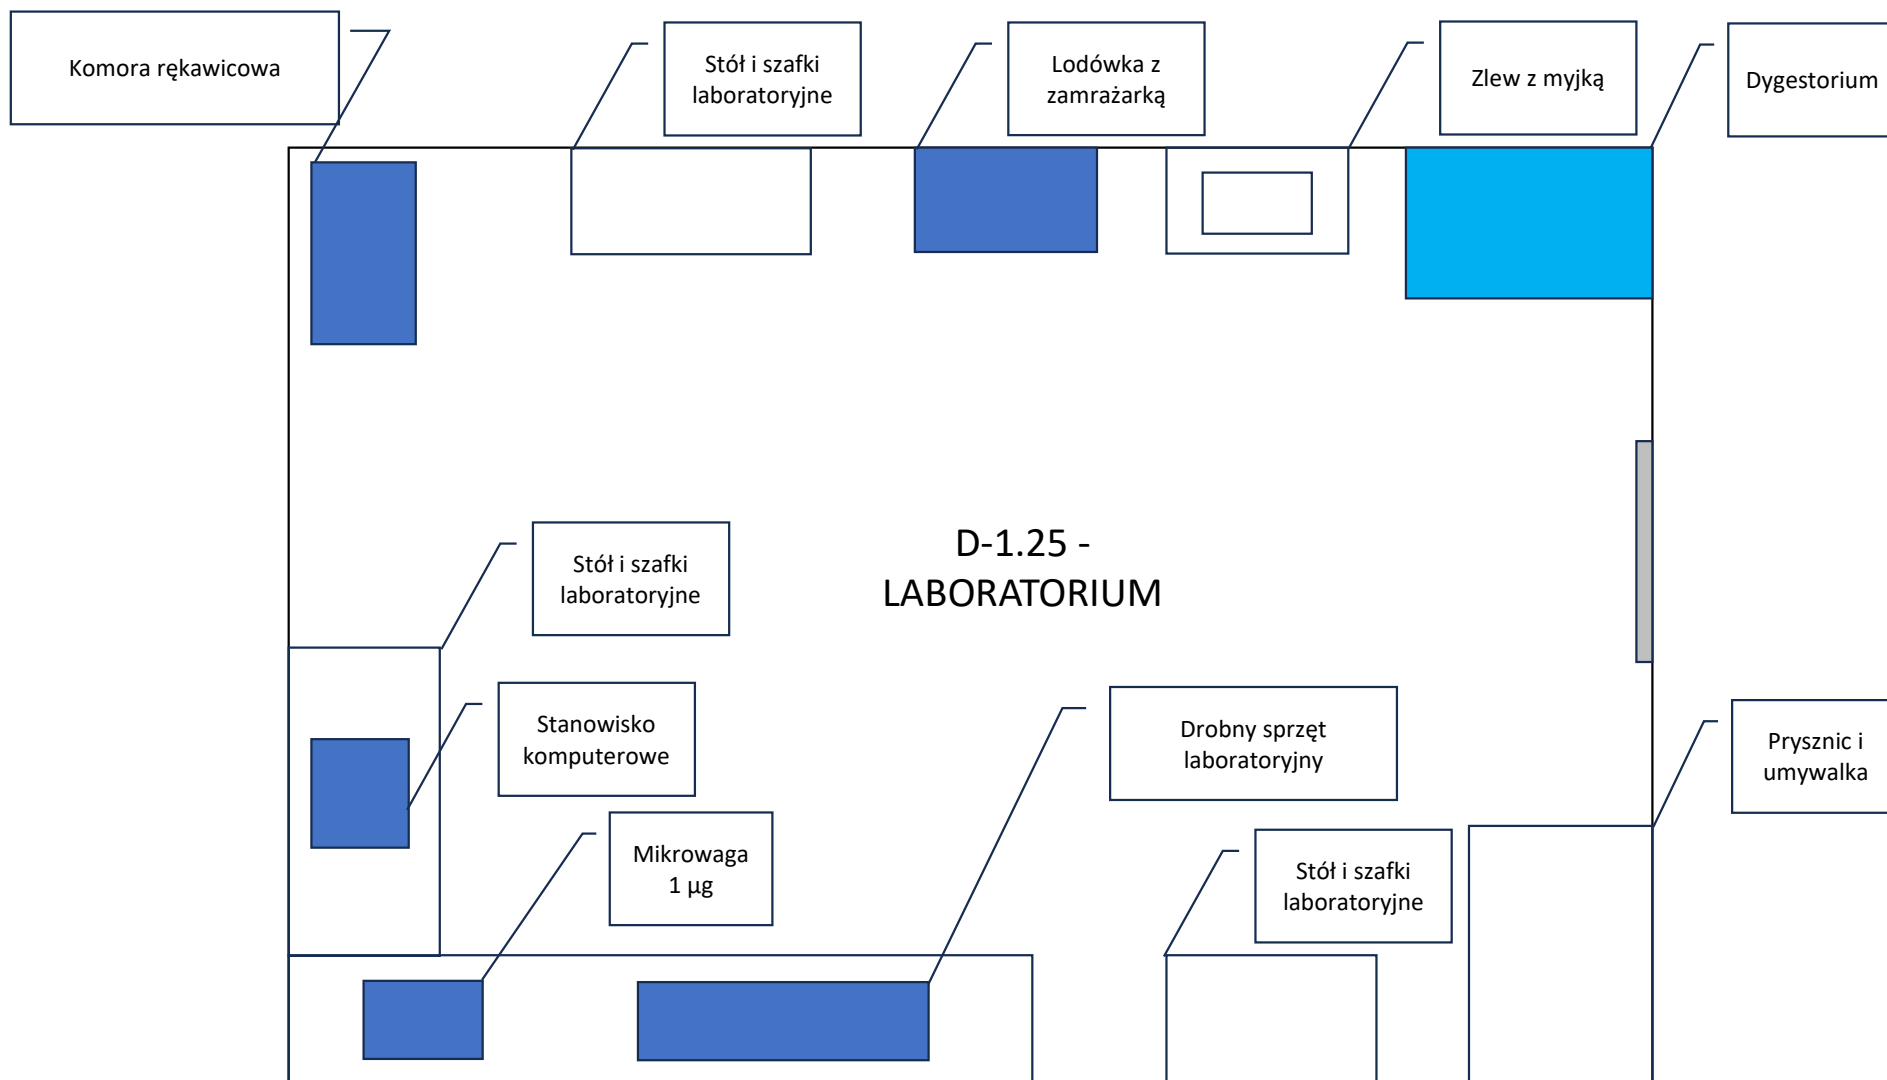 Komora rękawicowa
Stół i szafki
laboratoryjne
Lodówka z
zamrażarką
Zlew z myjką
Dygestorium
D-1.25 -
LABORATORIUM
Stół i szafki
laboratoryjne
Stanowisko
komputerowe
Drobny sprzęt
laboratoryjny
Prysznic i
umywalka
Mikrowaga
1 µg
Stół i szafki
laboratoryjne